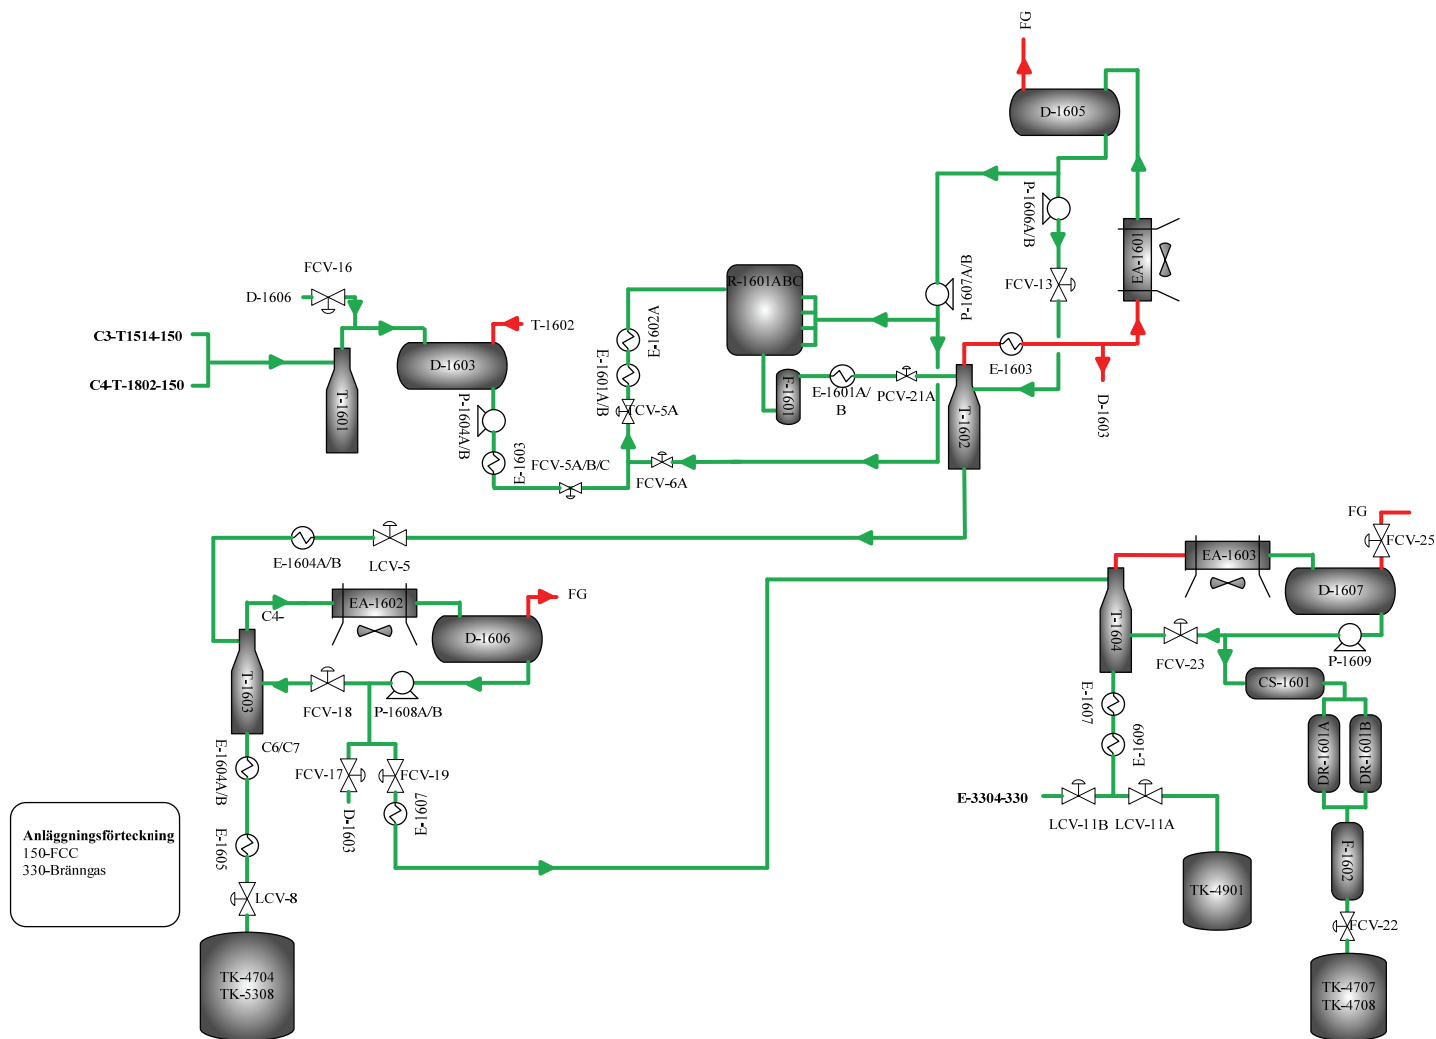 FG
D-1605
P-1606A/B
EA-1601
FCV-16
D-1606
FCV-13
R-1601ABC
P-1607A/B
C3-T1514-150
T-1602
E-1602A
D-1603
E-1603
C4-T-1802-150
T-1601
E-1601A/B
F-1601
E-1601A/
B
PCV-21A
T-1602
D-1603
P-1604A/B
TCV-5A
E-1603
FCV-5A/B/C
FCV-6A
E-1604A/B
LCV-5
FG
FCV-25
EA-1603
D-1607
C4-
EA-1602
FG
D-1606
T-1604
T-1603
FCV-23
P-1609
FCV-18
P-1608A/B
CS-1601
E-1607
C6/C7
E-1609
DR-1601A
DR-1601B
E-1604A/B
FCV-17
FCV-19
E-3304-330
LCV-11B
LCV-11A
D-1603
E-1607
Anläggningsförteckning
150-FCC
330-Bränngas
E-1605
F-1602
LCV-8
TK-4901
FCV-22
TK-4704
TK-5308
TK-4707
TK-4708